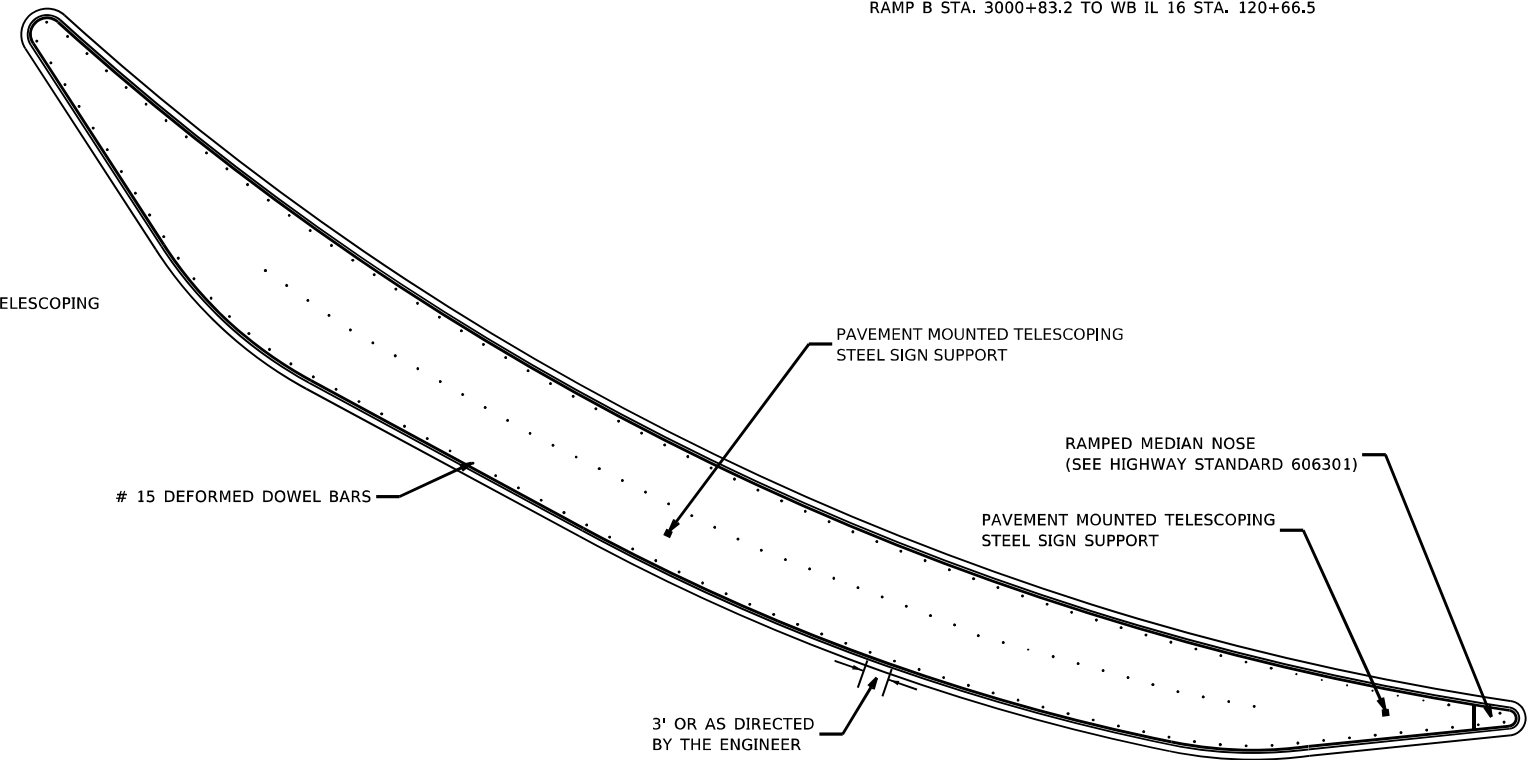 RAMP B STA. 3000+83.2 TO WB IL 16 STA. 120+66.5
ELESCOPING
PAVEMENT MOUNTED TELESCOPING
STEEL SIGN SUPPORT
RAMPED MEDIAN NOSE
(SEE HIGHWAY STANDARD 606301)
# 15 DEFORMED DOWEL BARS
PAVEMENT MOUNTED TELESCOPING
STEEL SIGN SUPPORT
3' OR AS DIRECTED
BY THE ENGINEER